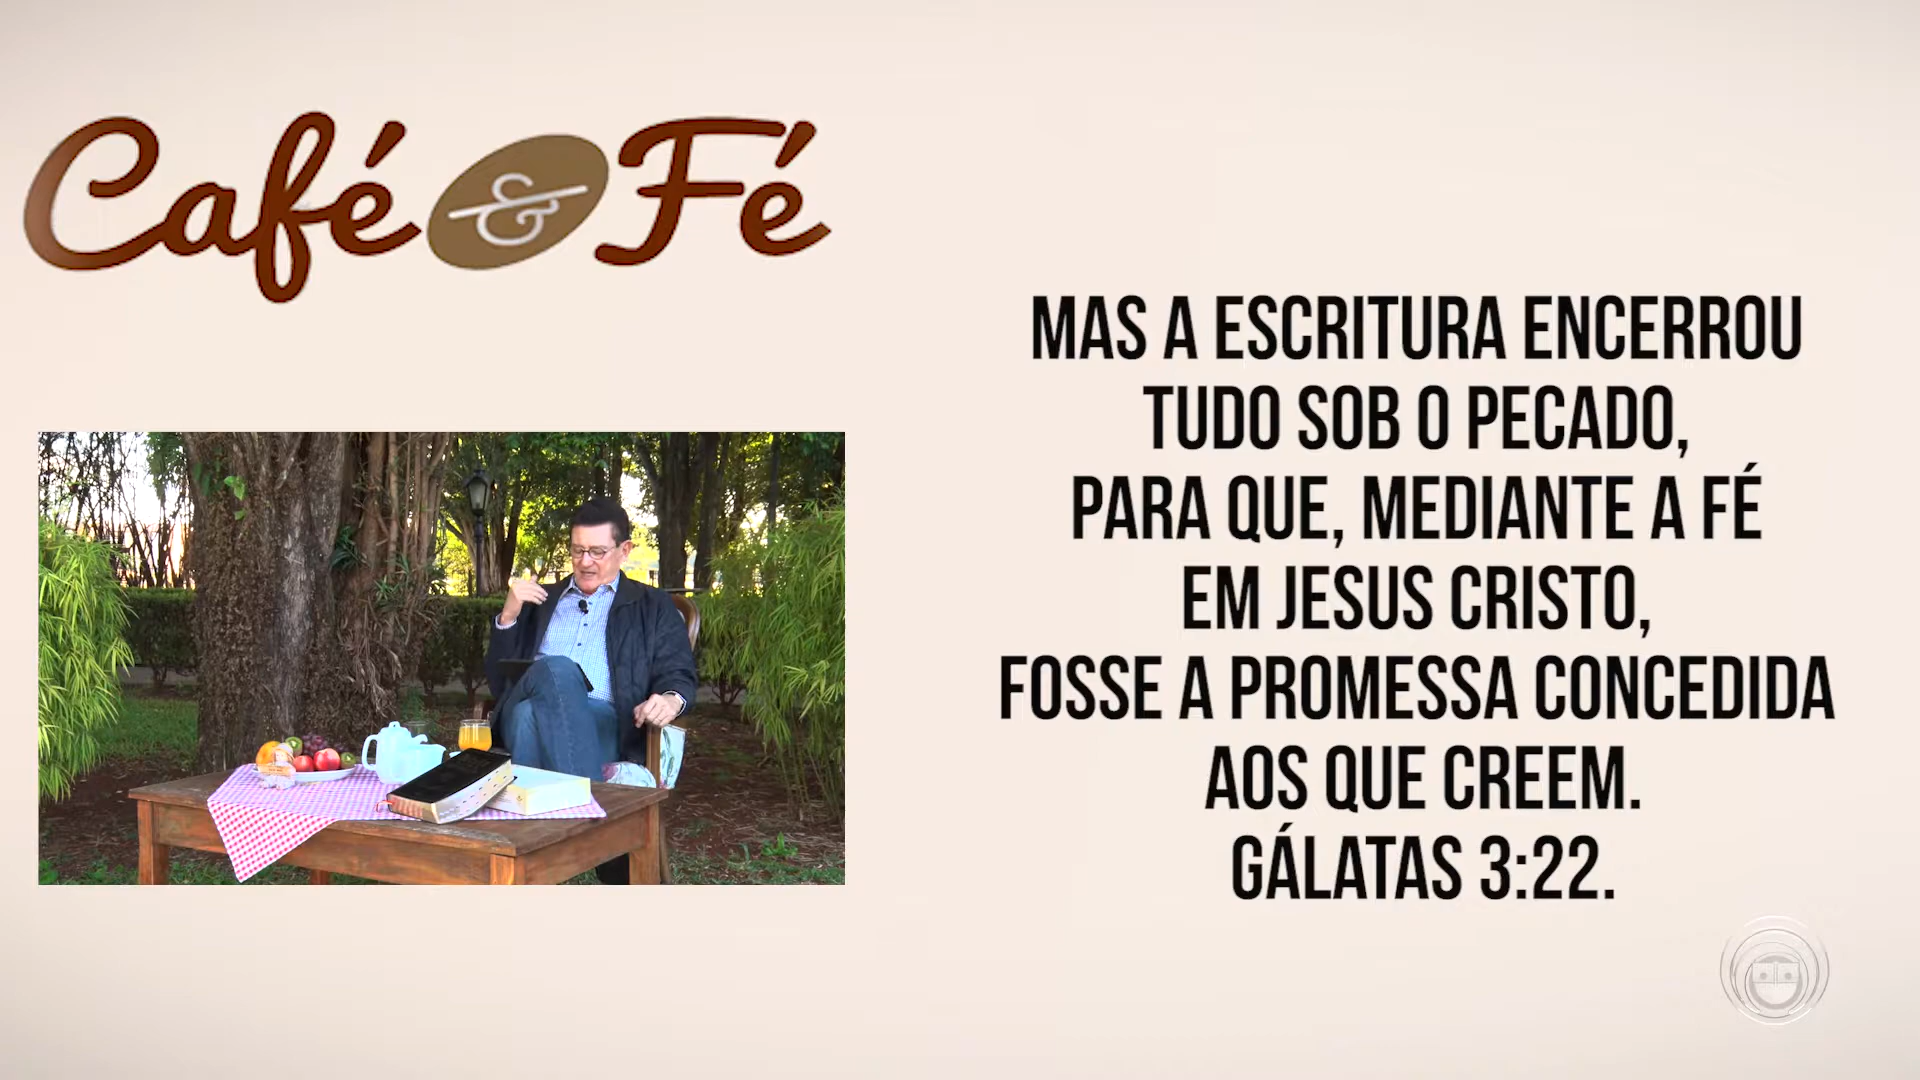 Café & Fé
MAS A ESCRITURA ENCERROU
TUDO SOB O PECADO,
PARA QUE, MEDIANTE A FÉ
EM JESUS CRISTO,
FOSSE A PROMESSA CONCEDIDA
AOS QUE CREEM.
GÁLATAS 3:22.